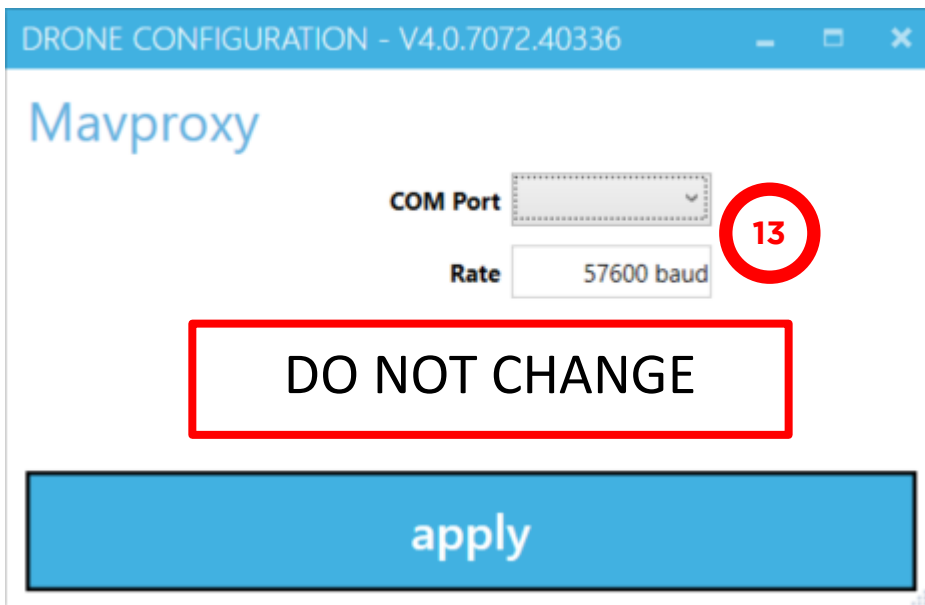 DRONE CONFIGURATION - V4.0.7072.40336
Mavproxy
COM Port
13
Rate 57600 baud
DO NOT CHANGE
apply